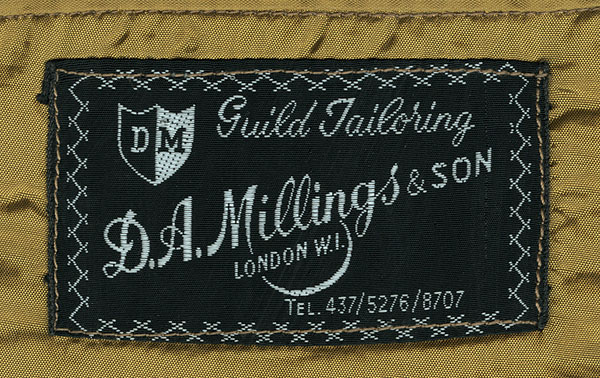 DM
Guild Tailoring
D.A. Millings & SON
LONDON W.1.
TEL. 437/5276/8707